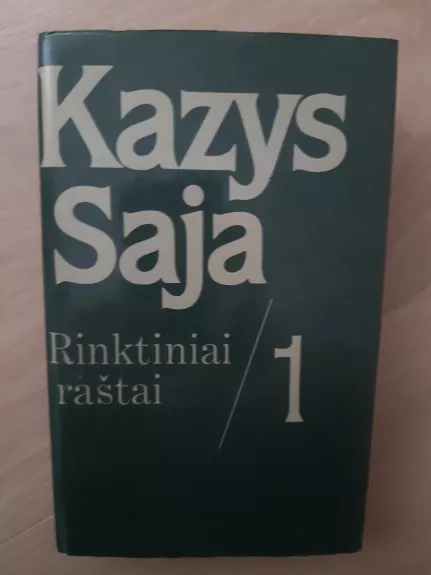 Kazys
Saja
Rinktiniai
raštai
/1